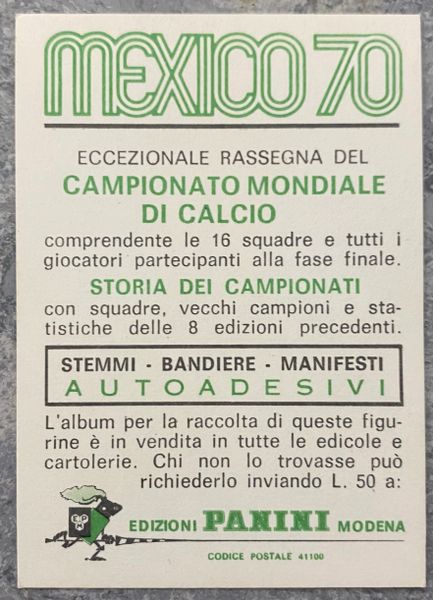 MEXICO 70
ECCEZIONALE RASSEGNA DEL
CAMPIONATO MONDIALE
DI CALCIO
comprendente le 16 squadre e tutti i
giocatori partecipanti alla fase finale.
STORIA DEI CAMPIONATI
con squadre, vecchi campioni e sta-
tistiche delle 8 edizioni precedenti.
STEMMI - BANDIERE - MANIFESTI
AUTOADESIVI
L'album per la raccolta di queste figu-
rine è in vendita in tutte le edicole e
cartolerie. Chi non lo trovasse può
richiederlo inviando L. 50 a:
EDIZIONI PANINI MODENA
CODICE POSTALE 41100